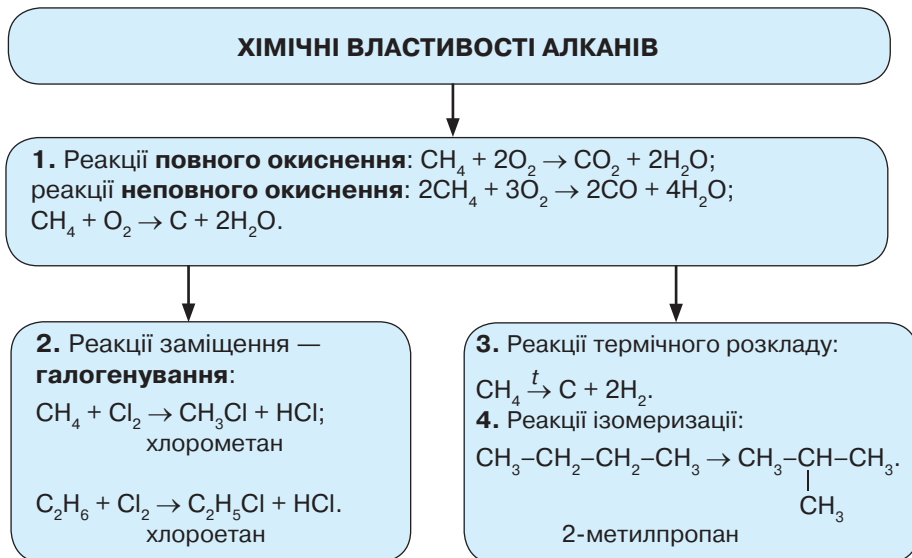 ХІМІЧНІ ВЛАСТИВОСТІ АЛКАНІВ
1. Реакції повного окиснення: CH₄ + 2O₂ → CO₂ + 2H₂O;
реакції неповного окиснення: 2CH₄ + 3O₂ → 2CO + 4H₂O;
CH₄ + O₂ → C + 2H₂O.
2. Реакції заміщення —
галогенування:
CH₄ + Cl₂ → CH₃Cl + HCl;
хлорометан
C₂H₆ + Cl₂ → C₂H₅Cl + HCl.
хлороетан
3. Реакції термічного розкладу:
t
CH₄ → C + 2H₂.
4. Реакції ізомеризації:
CH₃–CH₂–CH₂–CH₃ → CH₃–CH–CH₃.
CH₃
2-метилпропан